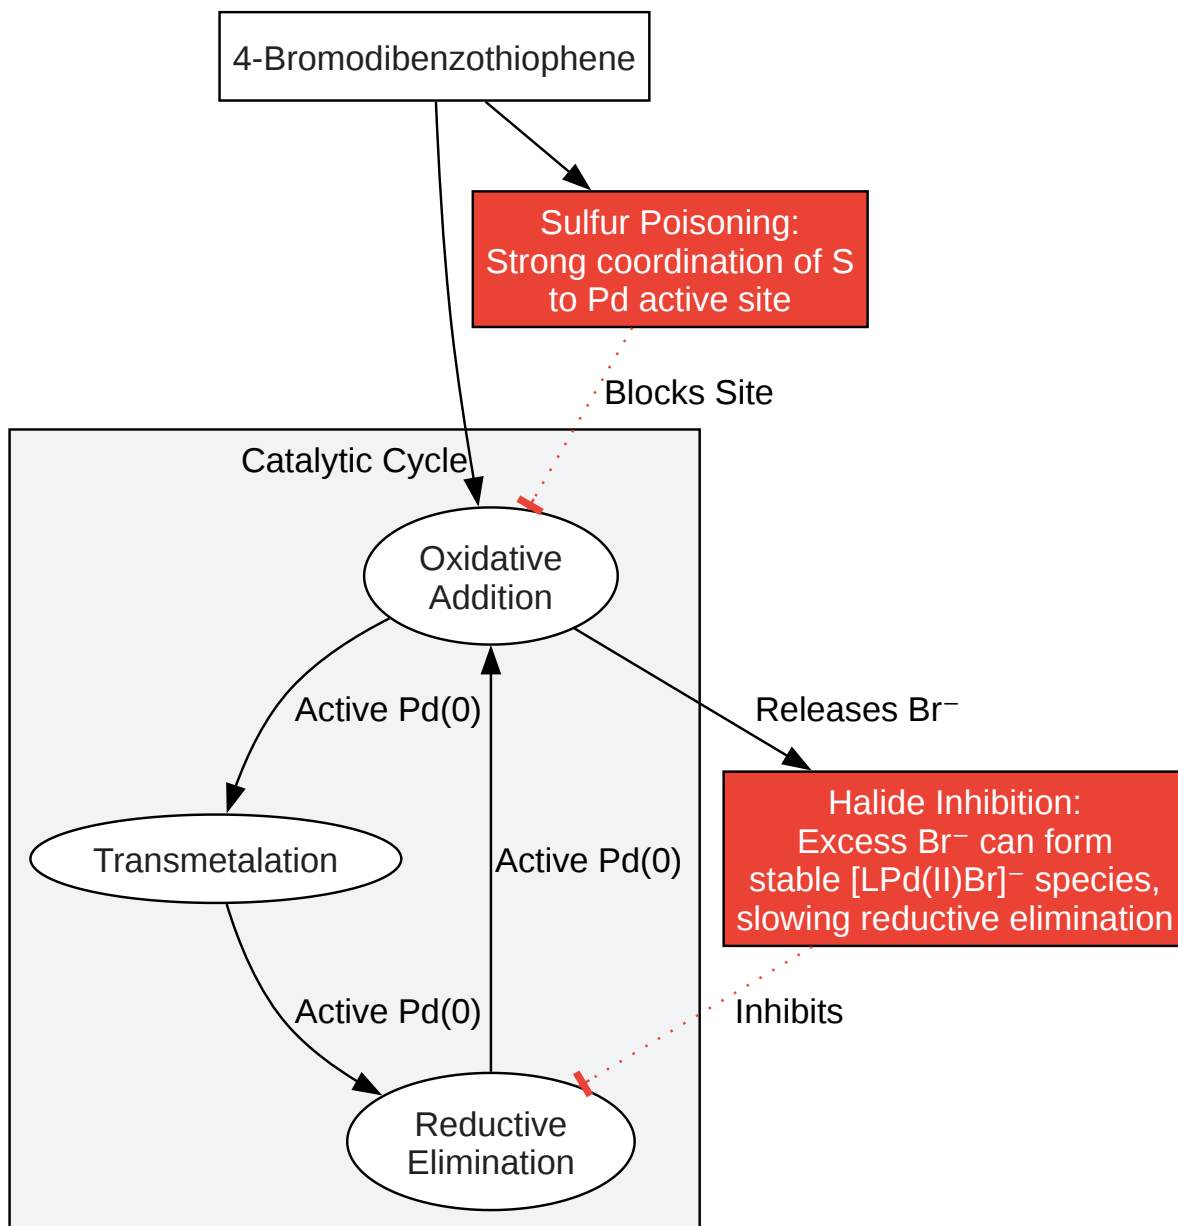 4-Bromodibenzothiophene
Sulfur Poisoning:
Strong coordination of S
to Pd active site
Blocks Site
Catalytic Cycle
Oxidative
Addition
Active Pd(0)
Releases Br⁻
Transmetalation
Active Pd(0)
Halide Inhibition:
Excess Br⁻ can form
stable [LPd(II)Br]⁻ species,
slowing reductive elimination
Active Pd(0)
Inhibits
Reductive
Elimination